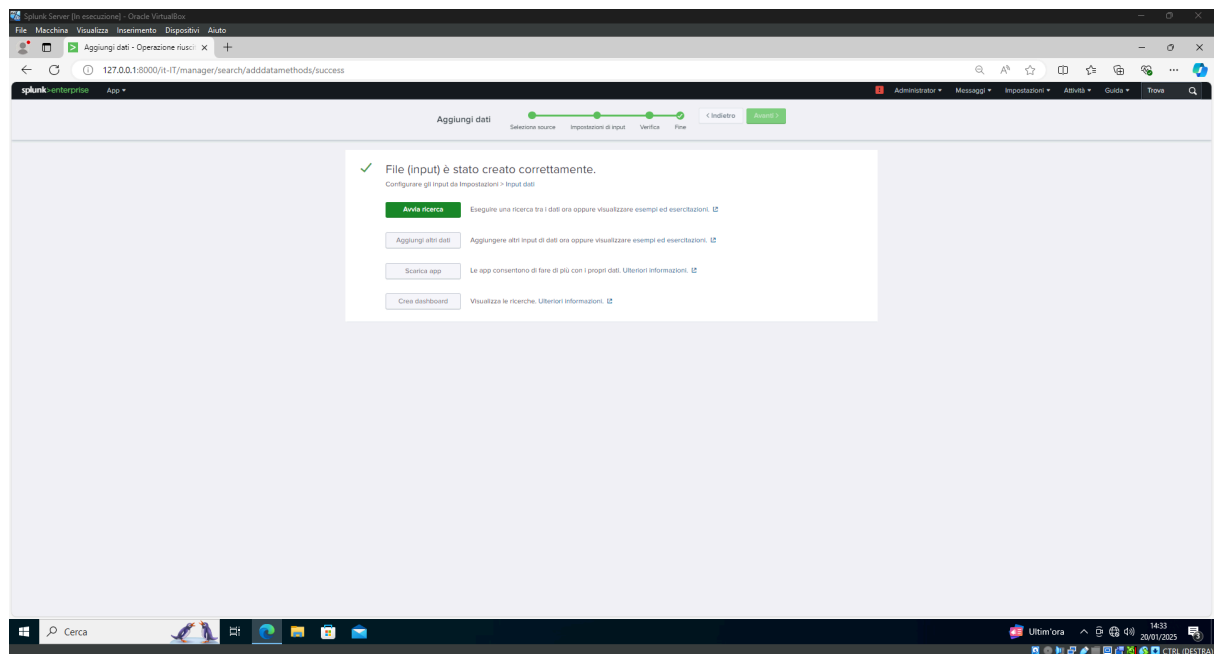 Splunk Server [In esecuzione] - Oracle VirtualBox
File Macchina Visualizza Inserimento Dispositivi Aiuto
Aggiungi dati - Operazione riusci
127.0.0.1:8000/it-IT/manager/search/adddatamethods/success
splunk>enterprise App
Administrator Messaggi Impostazioni Attività Guida Trova
Aggiungi dati
Seleziona source Impostazioni di input Verifica Fine
< Indietro Avanti >
File (input) è stato creato correttamente.
Configurare gli input da Impostazioni > Input dati
Avvia ricerca Eseguire una ricerca tra i dati ora oppure visualizzare esempi ed esercitazioni.
Aggiungi altri dati Aggiungere altri input di dati ora oppure visualizzare esempi ed esercitazioni.
Scarica app Le app consentono di fare di più con i propri dati. Ulteriori informazioni.
Crea dashboard Visualizza le ricerche. Ulteriori informazioni.
Cerca
Ultim'ora
14:33
20/01/2025
CTRL (DESTRA)